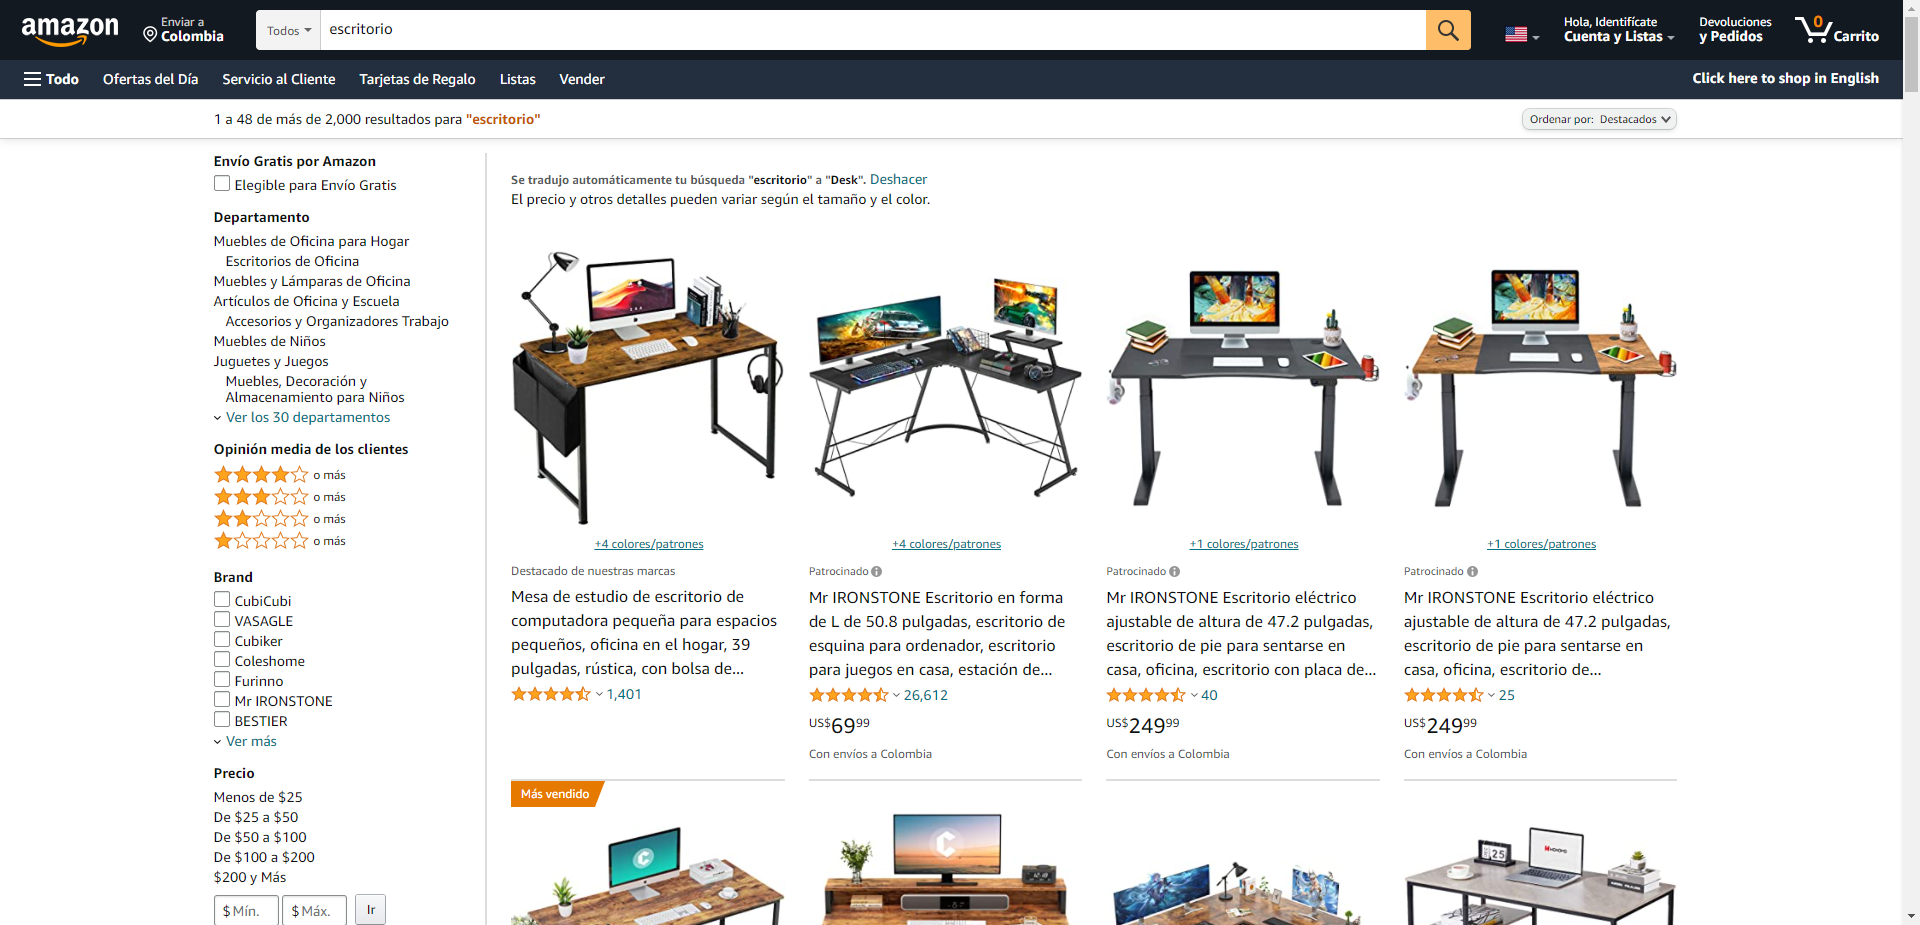 amazon
Enviar a
Colombia
Todos
escritorio
Hola, Identifícate
Cuenta y Listas
Devoluciones
y Pedidos
0
Carrito
Todo
Ofertas del Día
Servicio al Cliente
Tarjetas de Regalo
Listas
Vender
Click here to shop in English
1 a 48 de más de 2,000 resultados para "escritorio"
Ordenar por: Destacados
Envío Gratis por Amazon
Elegible para Envío Gratis
Departamento
Muebles de Oficina para Hogar
Escritorios de Oficina
Muebles y Lámparas de Oficina
Artículos de Oficina y Escuela
Accesorios y Organizadores Trabajo
Muebles de Niños
Juguetes y Juegos
Muebles, Decoración y
Almacenamiento para Niños
Ver los 30 departamentos
Opinión media de los clientes
o más
o más
o más
o más
Brand
CubiCubi
VASAGLE
Cubiker
Coleshome
Furinno
Mr IRONSTONE
BESTIER
Ver más
Precio
Menos de $25
De $25 a $50
De $50 a $100
De $100 a $200
$200 y Más
$ Mín.
$ Máx.
Ir
Se tradujo automáticamente tu búsqueda "escritorio" a "Desk". Deshacer
El precio y otros detalles pueden variar según el tamaño y el color.
+4 colores/patrones
Destacado de nuestras marcas
Mesa de estudio de escritorio de
computadora pequeña para espacios
pequeños, oficina en el hogar, 39
pulgadas, rústica, con bolsa de...
1,401
+4 colores/patrones
Patrocinado
Mr IRONSTONE Escritorio en forma
de L de 50.8 pulgadas, escritorio de
esquina para ordenador, escritorio
para juegos en casa, estación de...
26,612
US$69.99
Con envíos a Colombia
+1 colores/patrones
Patrocinado
Mr IRONSTONE Escritorio eléctrico
ajustable de altura de 47.2 pulgadas,
escritorio de pie para sentarse en
casa, oficina, escritorio con placa de...
40
US$249.99
Con envíos a Colombia
+1 colores/patrones
Patrocinado
Mr IRONSTONE Escritorio eléctrico
ajustable de altura de 47.2 pulgadas,
escritorio de pie para sentarse en
casa, oficina, escritorio de...
25
US$249.99
Con envíos a Colombia
Más vendido
25